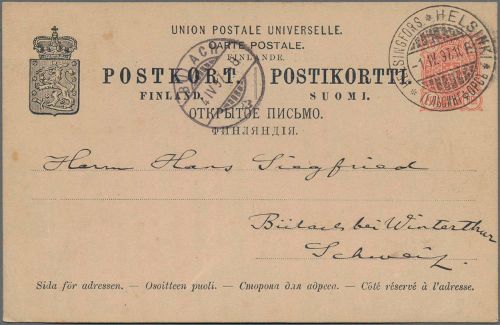 UNION POSTALE UNIVERSELLE.
CARTE POSTALE.
FINLANDE.
POSTKORT. POSTIKORTTI.
FINLAND. SUOMI.
ОТКРЫТОЕ ПИСЬМО.
ФИНЛЯНДІЯ.
HELSINGFORS * HELSINKI
ГЕЛЬСИНГФОРСЪ
Herrn Hans Siegfried
Bülach bei Winterthur
Schweiz
Sida för adressen. — Osoitteen puoli. — Сторона для адреса. — Côté réservé à l'adresse.